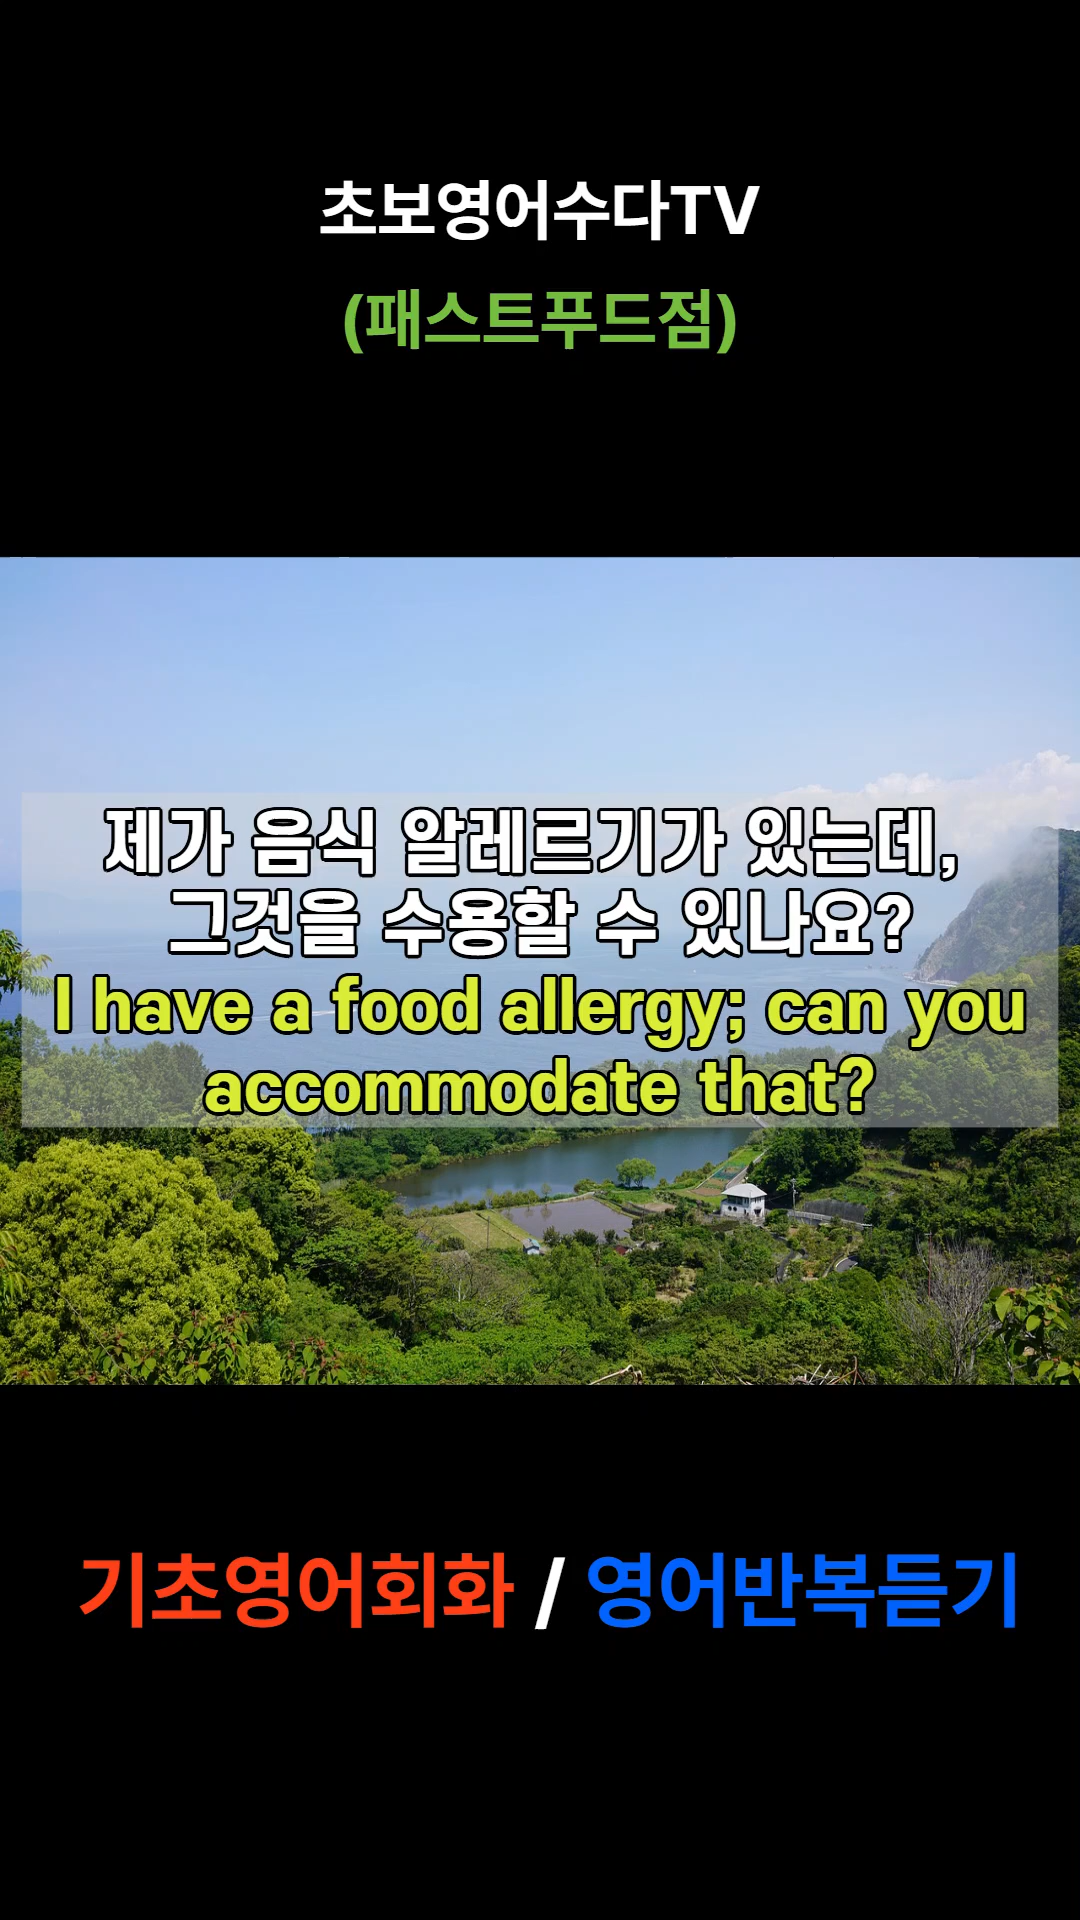 초보영어수다TV
(패스트푸드점)
제가 음식 알레르기가 있는데,
그것을 수용할 수 있나요?
I have a food allergy; can you
accommodate that?
기초영어회화 / 영어반복듣기